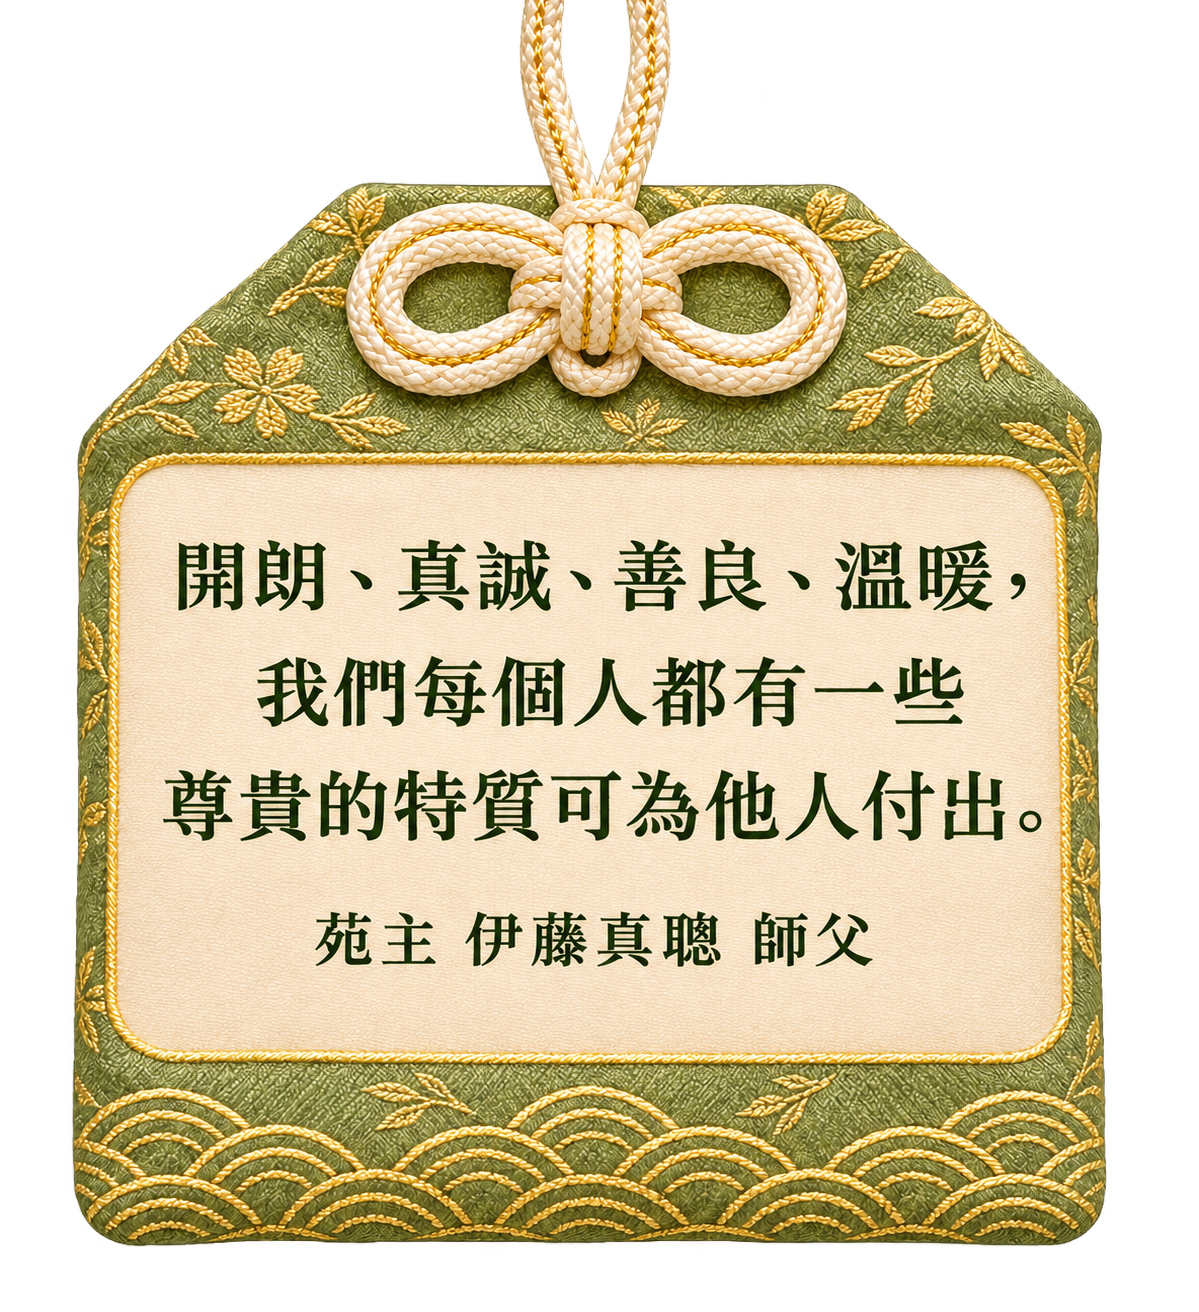 開朗、真誠、善良、溫暖，
我們每個人都有一些
尊貴的特質可為他人付出。
苑主 伊藤真聰 師父